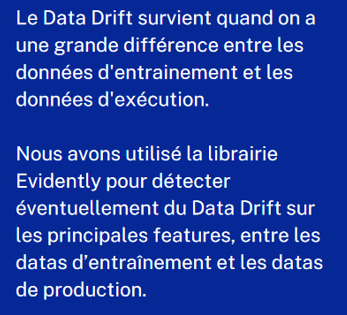 Le Data Drift survient quand on a
une grande différence entre les
données d'entrainement et les
données d'exécution.
Nous avons utilisé la librairie
Evidently pour détecter
éventuellement du Data Drift sur
les principales features, entre les
datas d’entraînement et les datas
de production.